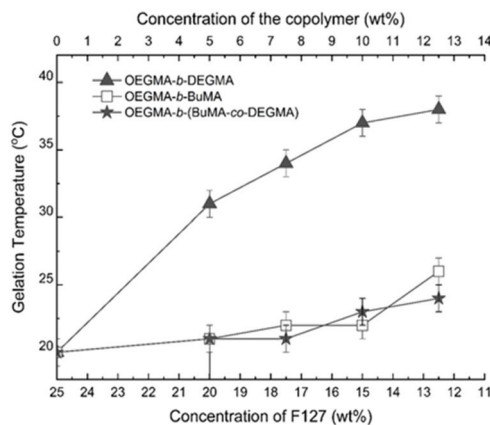 Concentration of the copolymer (wt%)
0 1 2 3 4 5 6 7 8 9 10 11 12 13 14
OEGMA-b-DEGMA
OEGMA-b-BuMA
OEGMA-b-(BuMA-co-DEGMA)
Gelation Temperature (°C)
40
35
30
25
20
25 24 23 22 21 20 19 18 17 16 15 14 13 12 11
Concentration of F127 (wt%)